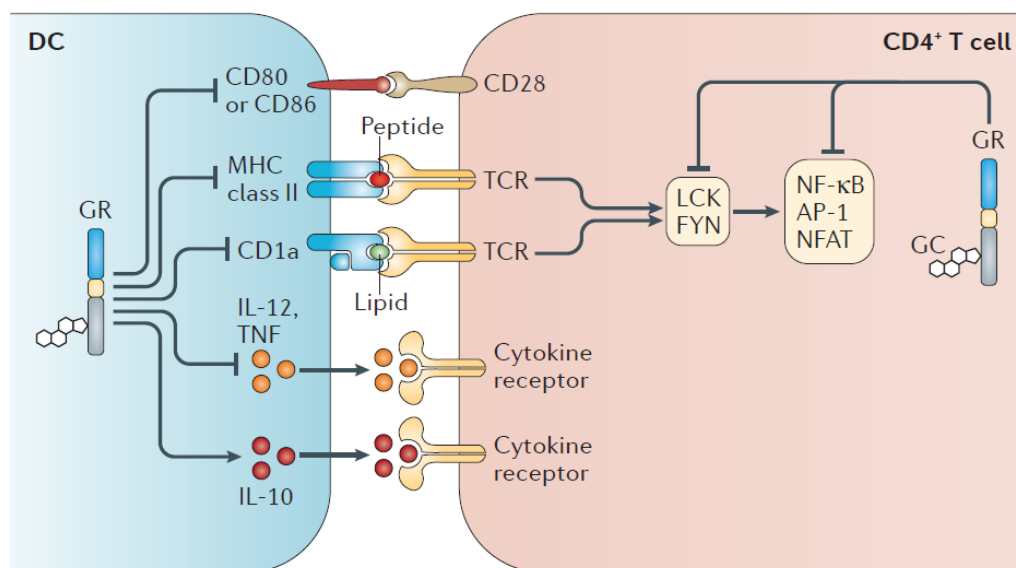 DC
CD4⁺ T cell
CD80
or CD86
CD28
Peptide
MHC
class II
TCR
LCK
FYN
NF-κB
AP-1
NFAT
GR
GR
GC
CD1a
TCR
Lipid
IL-12,
TNF
Cytokine
receptor
IL-10
Cytokine
receptor